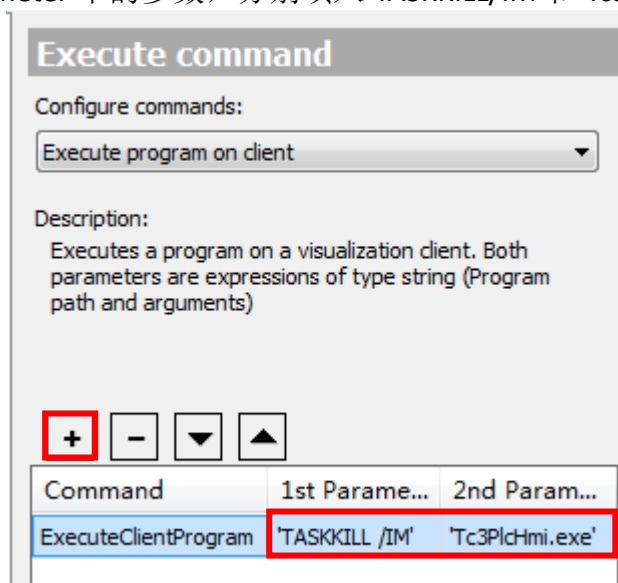 Execute command
Configure commands:
Execute program on client
Description:
Executes a program on a visualization client. Both
parameters are expressions of type string (Program
path and arguments)
+ -
Command 1st Parame... 2nd Param...
ExecuteClientProgram 'TASKKILL /IM' 'Tc3PlcHmi.exe'